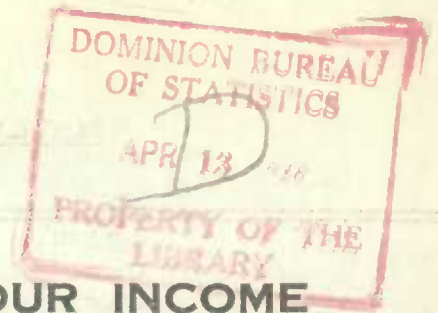 DOMINION BUREAU
OF STATISTICS
D
APR 13
PROPERTY OF THE
LIBRARY
OUR INCOME